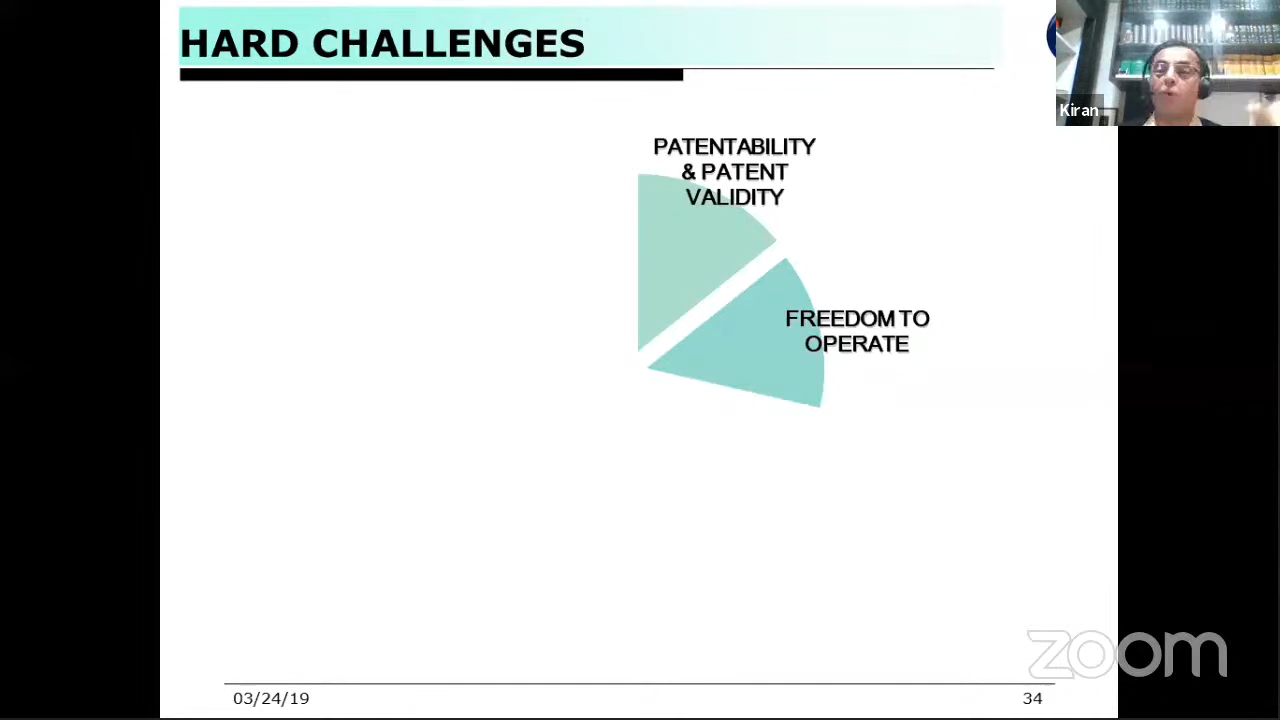 HARD CHALLENGES
Kiran
PATENTABILITY
& PATENT
VALIDITY
FREEDOM TO
OPERATE
zoom
03/24/19
34